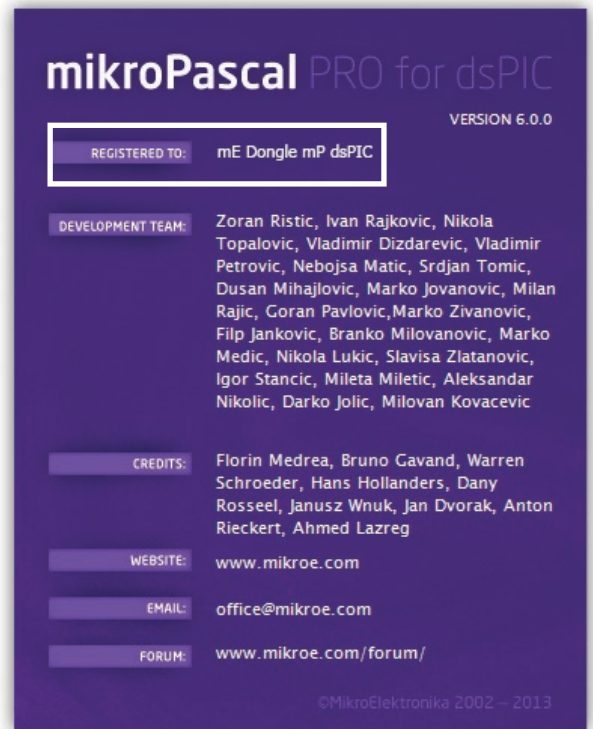 mikroPascal PRO for dsPIC
VERSION 6.0.0
REGISTERED TO: mE Dongle mP dsPIC
DEVELOPMENT TEAM: Zoran Ristic, Ivan Rajkovic, Nikola
Topalovic, Vladimir Dizdarevic, Vladimir
Petrovic, Nebojsa Matic, Srdjan Tomic,
Dusan Mihajlovic, Marko Jovanovic, Milan
Rajic, Goran Pavlovic,Marko Zivanovic,
Filp Jankovic, Branko Milovanovic, Marko
Medic, Nikola Lukic, Slavisa Zlatanovic,
Igor Stancic, Mileta Miletic, Aleksandar
Nikolic, Darko Jolic, Milovan Kovacevic
CREDITS: Florin Medrea, Bruno Gavand, Warren
Schroeder, Hans Hollanders, Dany
Rosseel, Janusz Wnuk, Jan Dvorak, Anton
Rieckert, Ahmed Lazreg
WEBSITE: www.mikroe.com
EMAIL: office@mikroe.com
FORUM: www.mikroe.com/forum/
©MikroElektronika 2002 – 2013